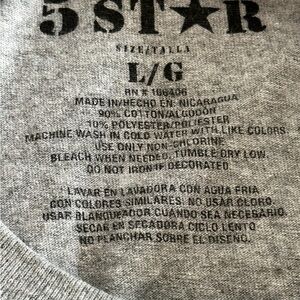 5 ST★R
SIZE/TALLA
L/G
RN # 106406
MADE IN/HECHO EN: NICARAGUA
90% COTTON/ALGODÓN
10% POLYESTER/POLIÉSTER
MACHINE WASH IN COLD WATER WITH LIKE COLORS
USE ONLY NON-CHLORINE
BLEACH WHEN NEEDED. TUMBLE DRY LOW
DO NOT IRON IF DECORATED
LAVAR EN LAVADORA CON AGUA FRIA
CON COLORES SIMILARES. NO USAR CLORO.
USAR BLANQUEADOR CUANDO SEA NECESARIO.
SECAR EN SECADORA CICLO LENTO
NO PLANCHAR SOBRE EL DISEÑO.